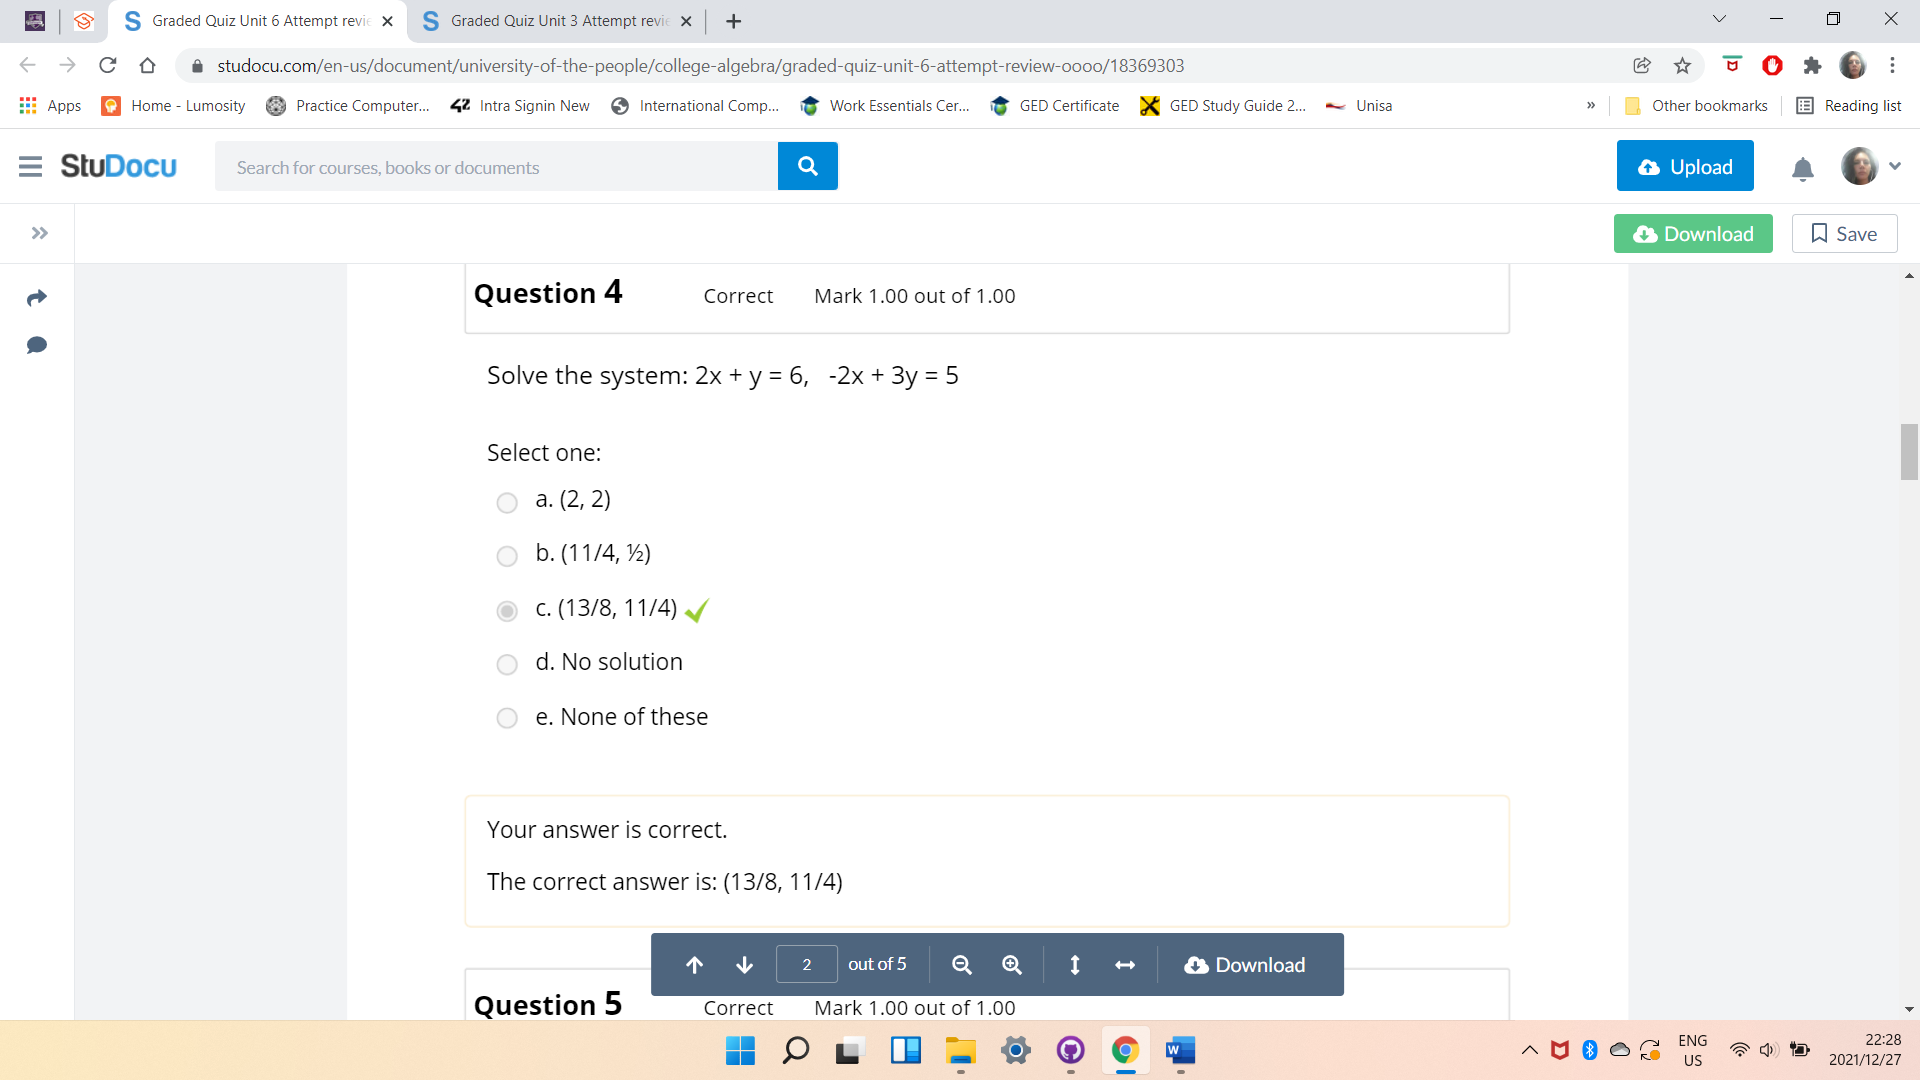 Graded Quiz Unit 6 Attempt revie
Graded Quiz Unit 3 Attempt revie
studocu.com/en-us/document/university-of-the-people/college-algebra/graded-quiz-unit-6-attempt-review-oooo/18369303
Apps Home - Lumosity Practice Computer... Intra Signin New International Comp... Work Essentials Cer... GED Certificate GED Study Guide 2... Unisa » Other bookmarks Reading list
StuDocu Search for courses, books or documents Upload
Download Save
Question 4 Correct Mark 1.00 out of 1.00
Solve the system: 2x + y = 6, -2x + 3y = 5
Select one:
a. (2, 2)
b. (11/4, ½)
c. (13/8, 11/4)
d. No solution
e. None of these
Your answer is correct.
The correct answer is: (13/8, 11/4)
2 out of 5 Download
Question 5 Correct Mark 1.00 out of 1.00
ENG
US
22:28
2021/12/27